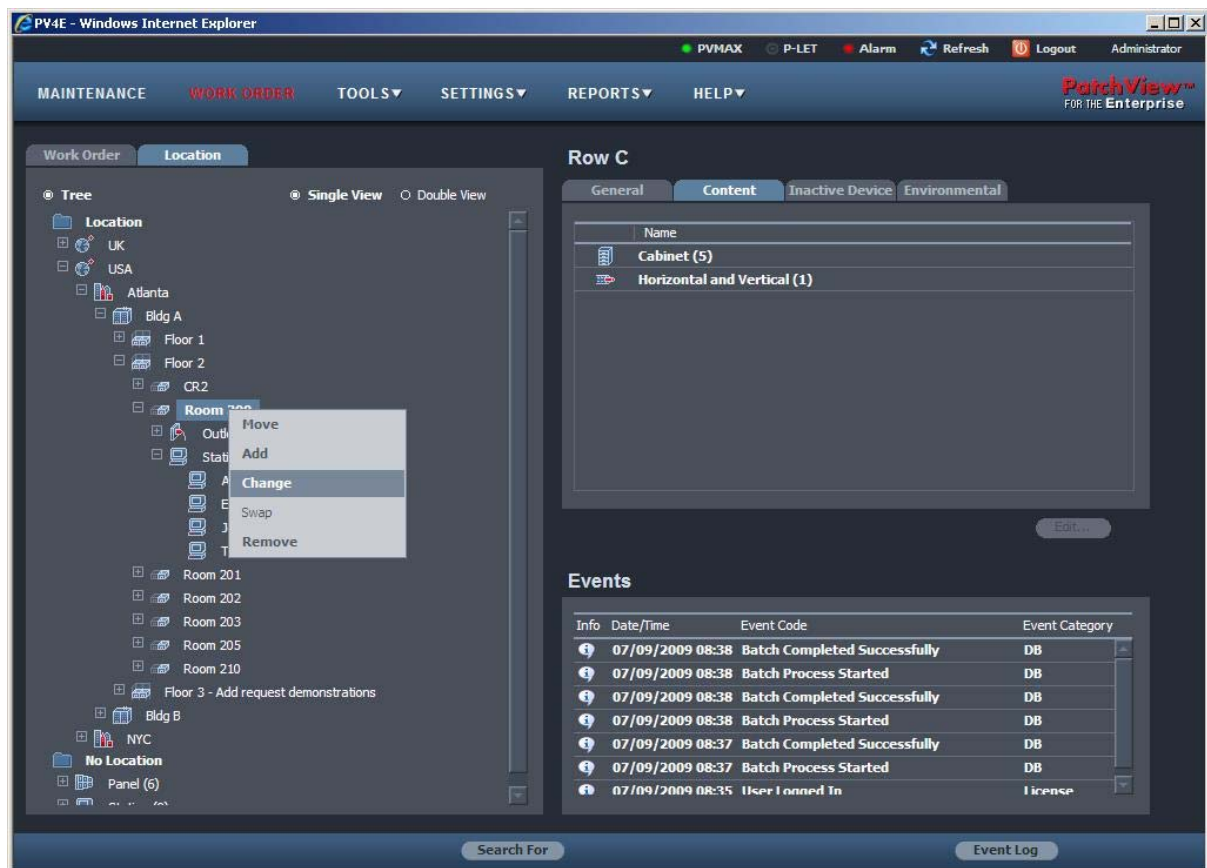 PV4E - Windows Internet Explorer
PVMAX P-LET Alarm Refresh Logout Administrator
MAINTENANCE WORK ORDER TOOLS▾ SETTINGS▾ REPORTS▾ HELP▾
PatchView™
FOR THE Enterprise
Work Order Location
Tree Single View Double View
Location
UK
USA
Atlanta
Bldg A
Floor 1
Floor 2
CR2
Room
Move
Add
Change
Swap
Remove
Room 201
Room 202
Room 203
Room 205
Room 210
Floor 3 - Add request demonstrations
Bldg B
NYC
No Location
Panel (6)
Row C
General Content Inactive Device Environmental
Name
Cabinet (5)
Horizontal and Vertical (1)
Edit...
Events
Info Date/Time Event Code Event Category
07/09/2009 08:38 Batch Completed Successfully DB
07/09/2009 08:38 Batch Process Started DB
07/09/2009 08:38 Batch Completed Successfully DB
07/09/2009 08:38 Batch Process Started DB
07/09/2009 08:37 Batch Completed Successfully DB
07/09/2009 08:37 Batch Process Started DB
07/09/2009 08:35 User Logged In License
Search For Event Log